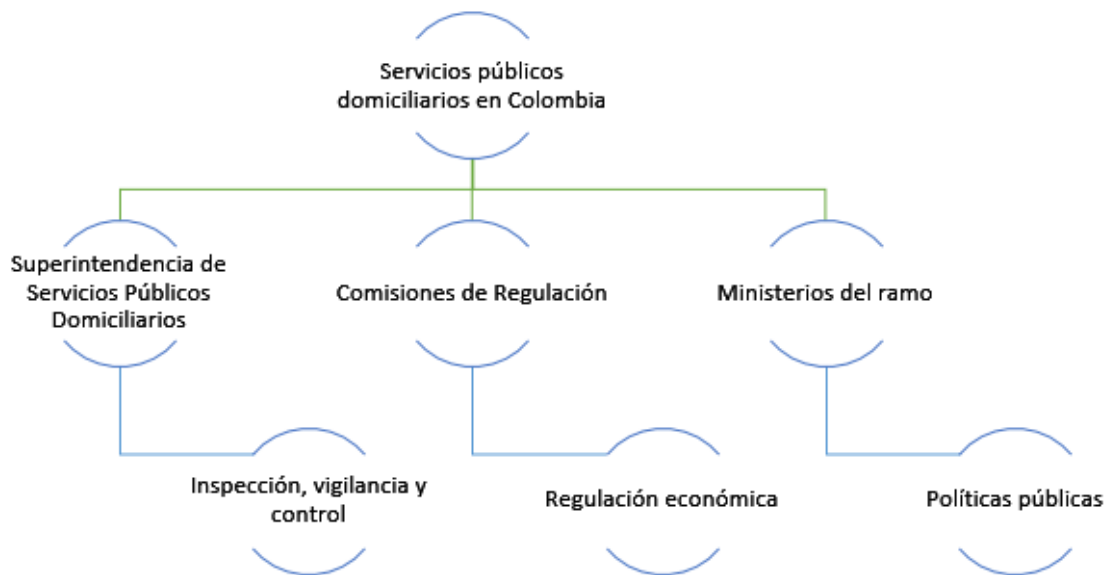 Servicios públicos
domiciliarios en Colombia
Superintendencia de
Servicios Públicos
Domiciliarios
Comisiones de Regulación
Ministerios del ramo
Inspección, vigilancia y
control
Regulación económica
Políticas públicas